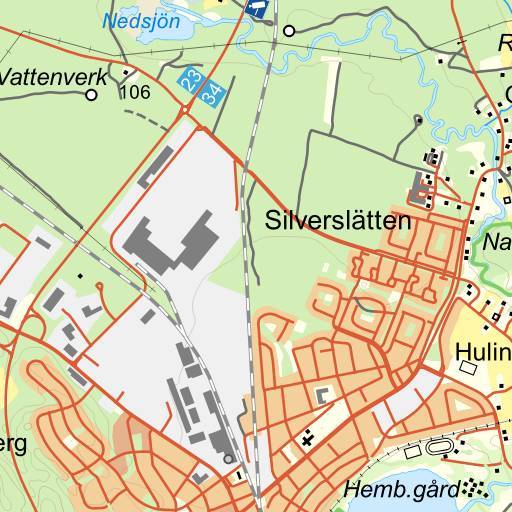 Nedsjön
R
Vattenverk
106
23
34
Silverslätten
Na
Hulin
erg
Hemb.gård